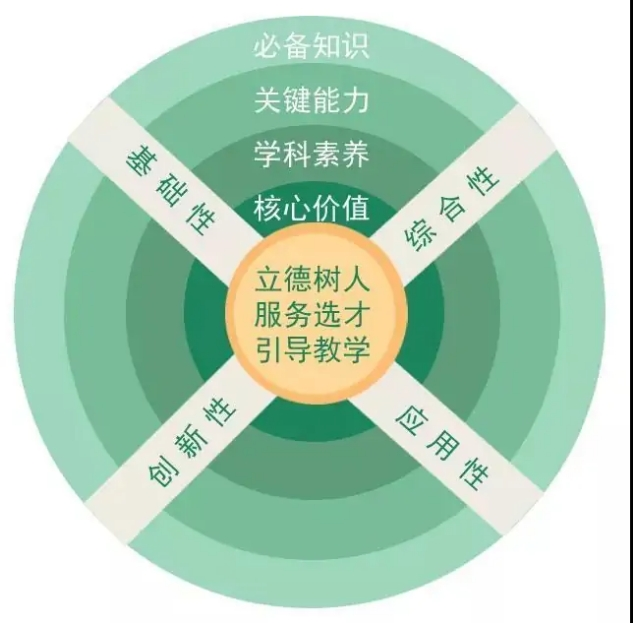 必备知识
关键能力
学科素养
核心价值
基础性
综合性
立德树人
服务选才
引导教学
创新性
应用性